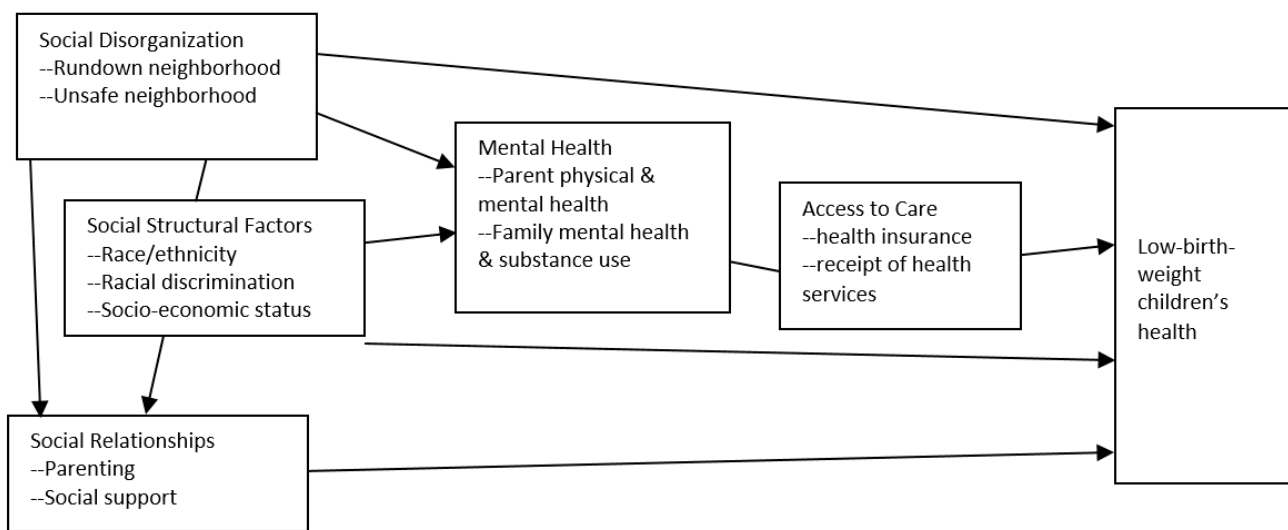 Social Disorganization
--Rundown neighborhood
--Unsafe neighborhood
Social Structural Factors
--Race/ethnicity
--Racial discrimination
--Socio-economic status
Social Relationships
--Parenting
--Social support
Mental Health
--Parent physical &
mental health
--Family mental health
& substance use
Access to Care
--health insurance
--receipt of health
services
Low-birth-
weight
children’s
health